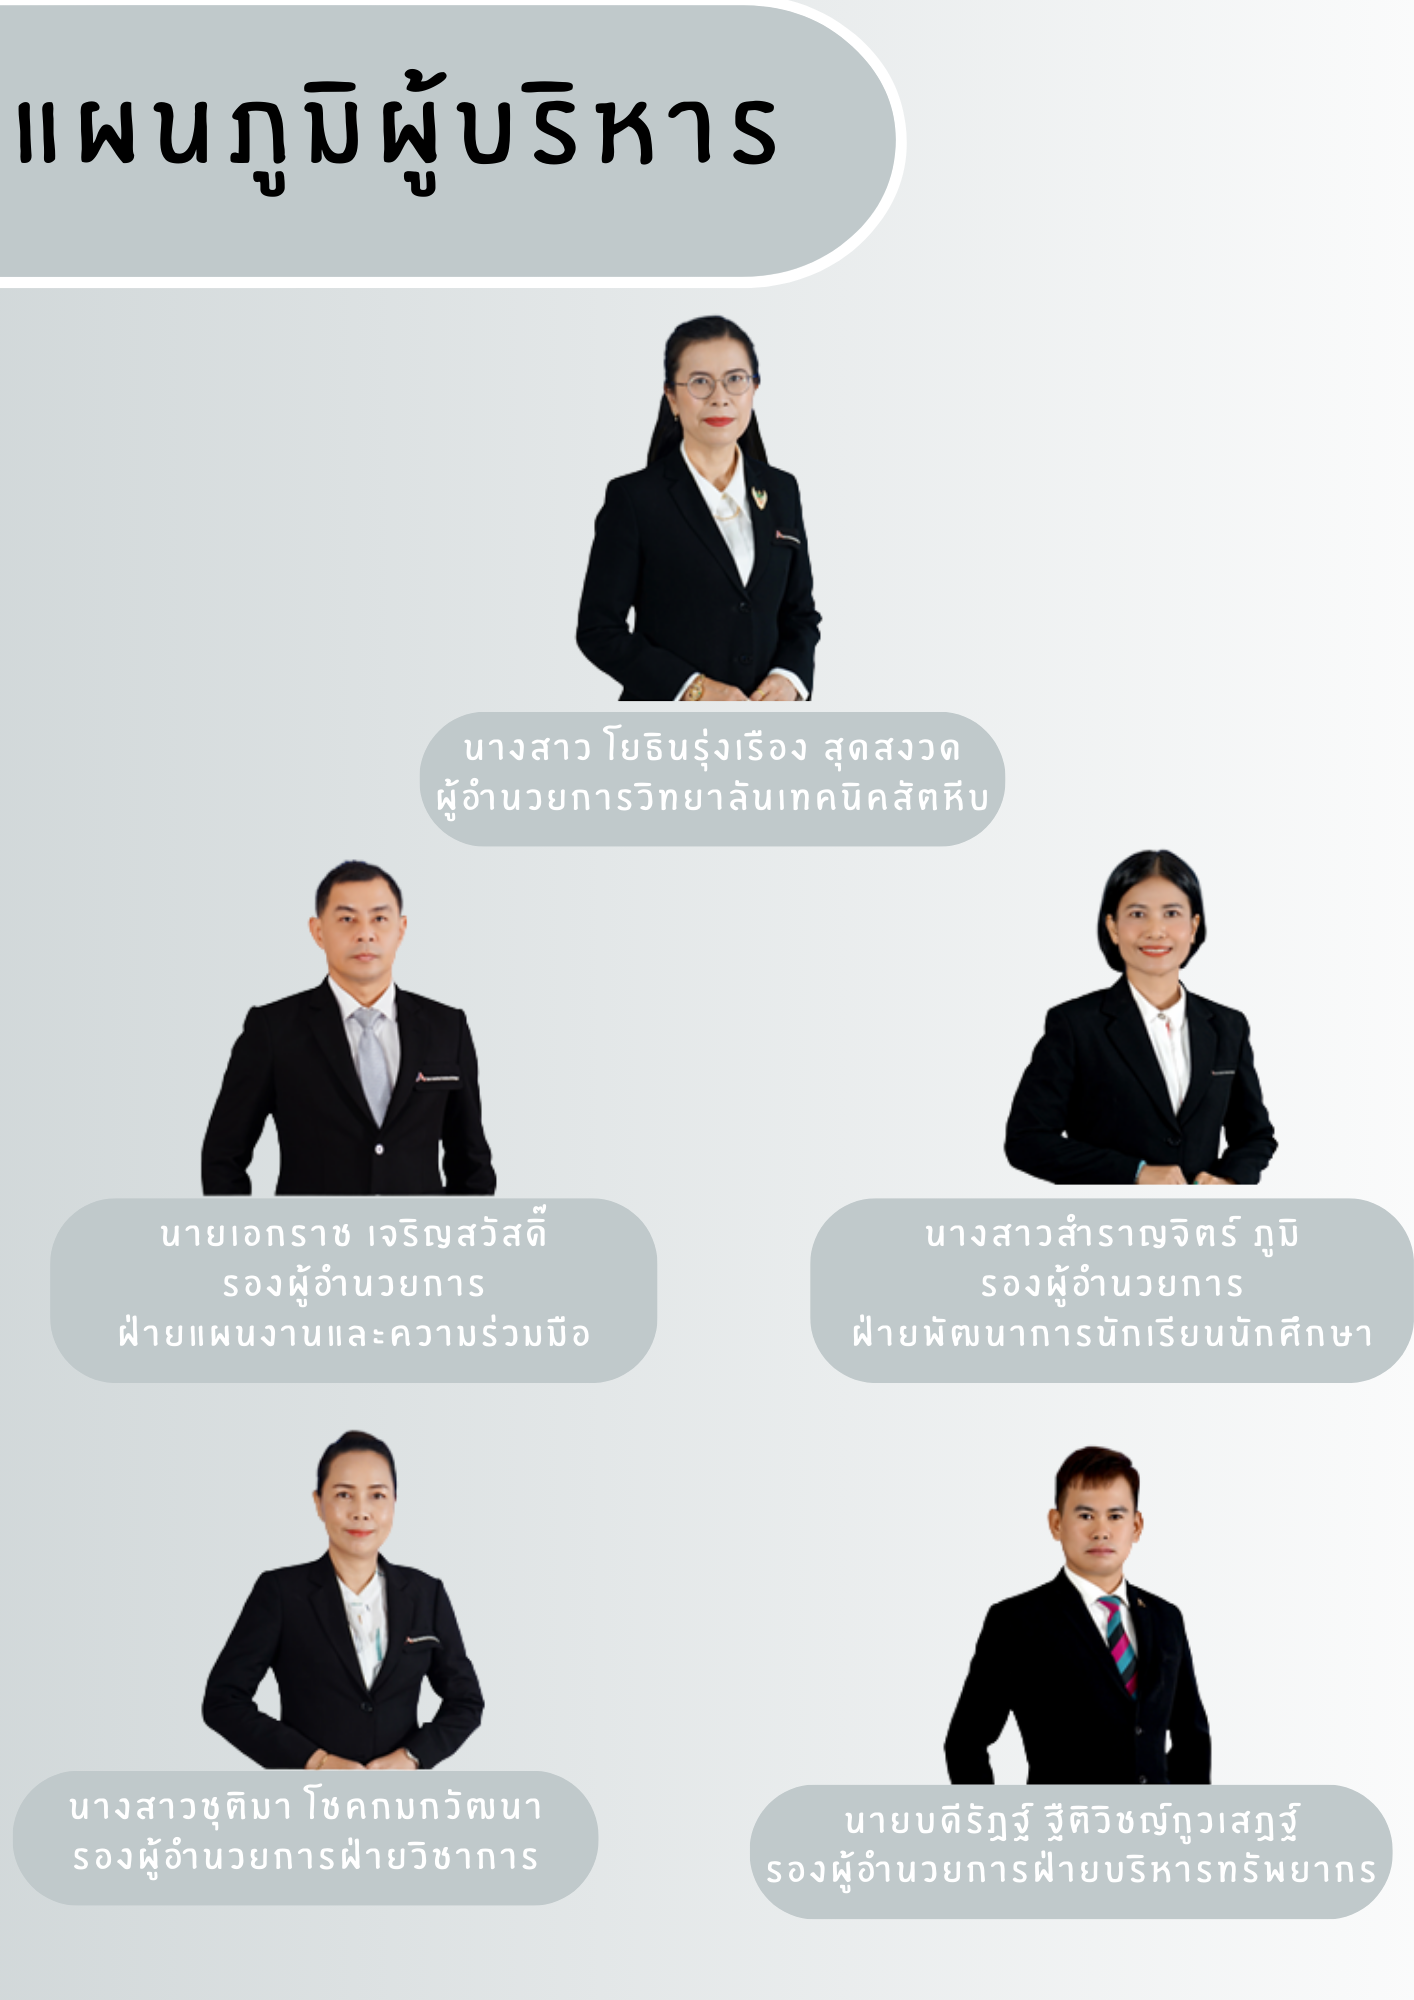 แผนภูมิผู้บริหาร
นางสาว โยธินรุ่งเรือง สุดสงวด
ผู้อำนวยการวิทยาลันเทคนิคสัตหีบ
นายเอกราช เจริญสวัสดิ์๊
รองผู้อำนวยการ
ฝ่ายแผนงานและความร่วมมือ
นางสาวสำราญจิตร์ ภูมิ
รองผู้อำนวยการ
ฝ่ายพัฒนาการนักเรียนนักศึกษา
นางสาวชุติมา โชคกมกวัฒนา
รองผู้อำนวยการฝ่ายวิชาการ
นายบดีรัฏฐ์ ฐืติวิชญ์กูวเสฏฐ์
รองผู้อำนวยการฝ่ายบริหารทรัพยากร